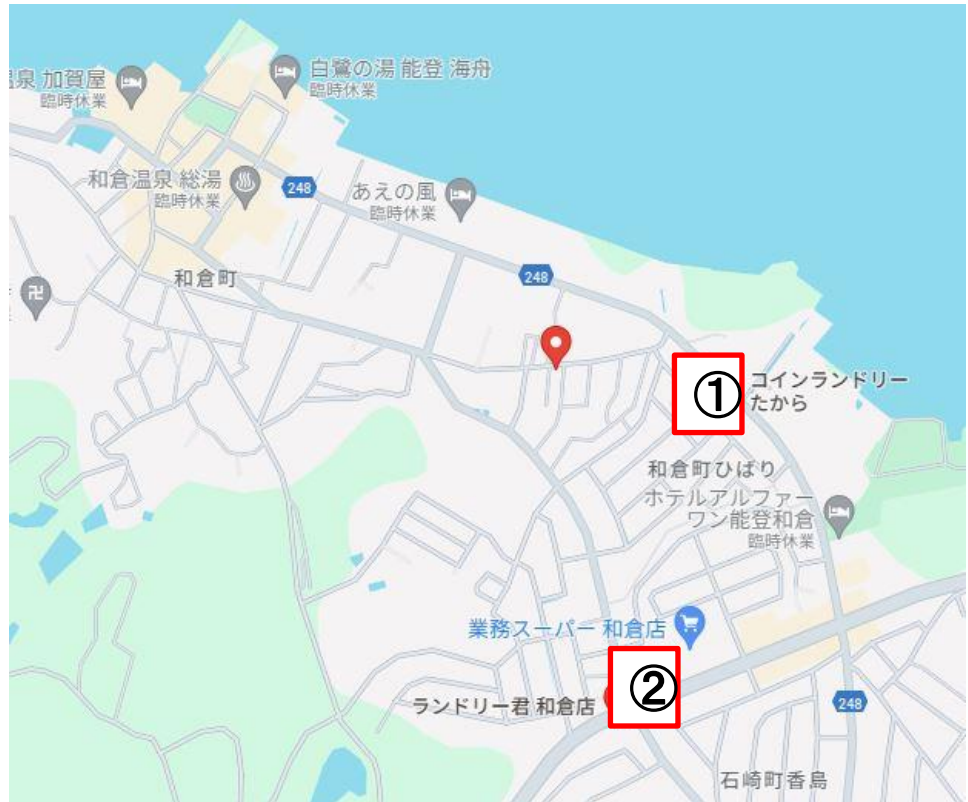 白鷺の湯 能登 海舟
臨時休業
泉 加賀屋
臨時休業
和倉温泉 総湯
臨時休業
248
あえの風
臨時休業
和倉町
卍
248
①
コインランドリー
たから
和倉町ひばり
ホテルアルファー
ワン能登和倉
臨時休業
業務スーパー 和倉店
②
ランドリー君 和倉店
248
石崎町香島